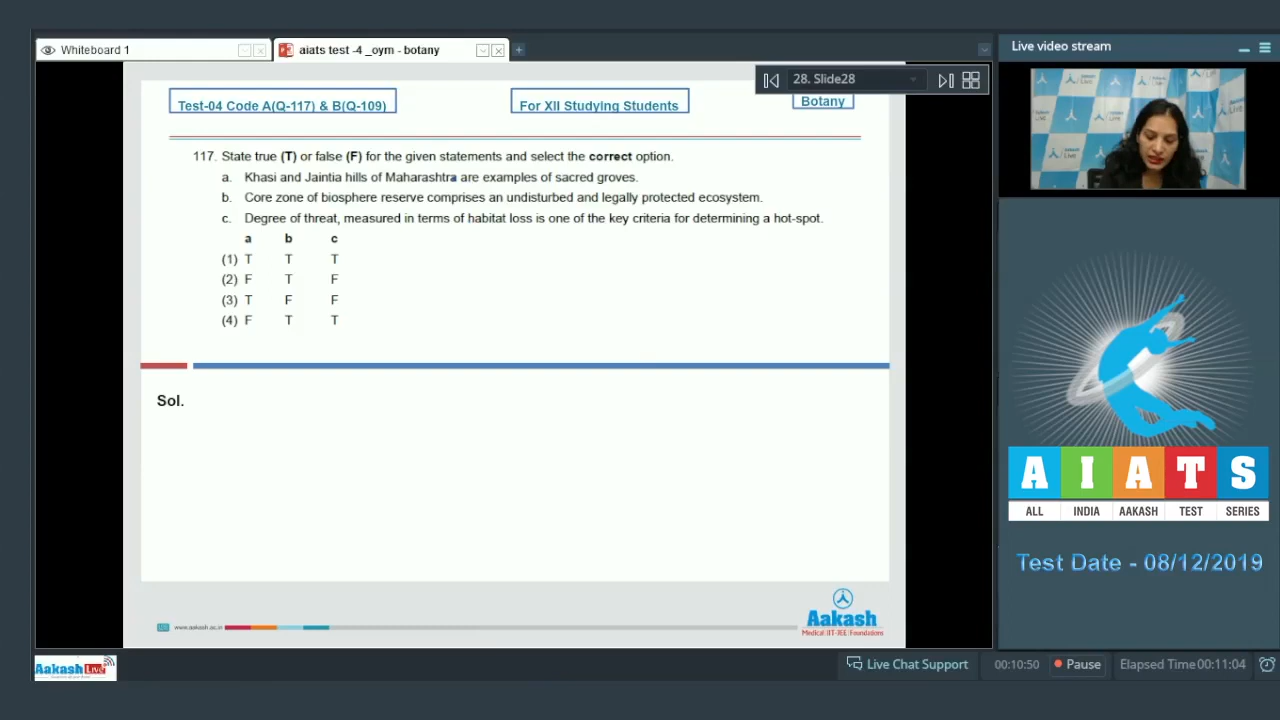 Whiteboard 1
aiats test -4 _oym - botany
28. Slide28
Live video stream
Test-04 Code A(Q-117) & B(Q-109)
For XII Studying Students
Botany
117. State true (T) or false (F) for the given statements and select the correct option.
a. Khasi and Jaintia hills of Maharashtra are examples of sacred groves.
b. Core zone of biosphere reserve comprises an undisturbed and legally protected ecosystem.
c. Degree of threat, measured in terms of habitat loss is one of the key criteria for determining a hot-spot.
a b c
(1) T T T
(2) F T F
(3) T F F
(4) F T T
Sol.
www.aakash.ac.in
Aakash
Medical|IIT-JEE|Foundations
A I A T S
ALL INDIA AAKASH TEST SERIES
Test Date - 08/12/2019
Aakash Live
Live Chat Support
00:10:50
Pause
Elapsed Time 00:11:04